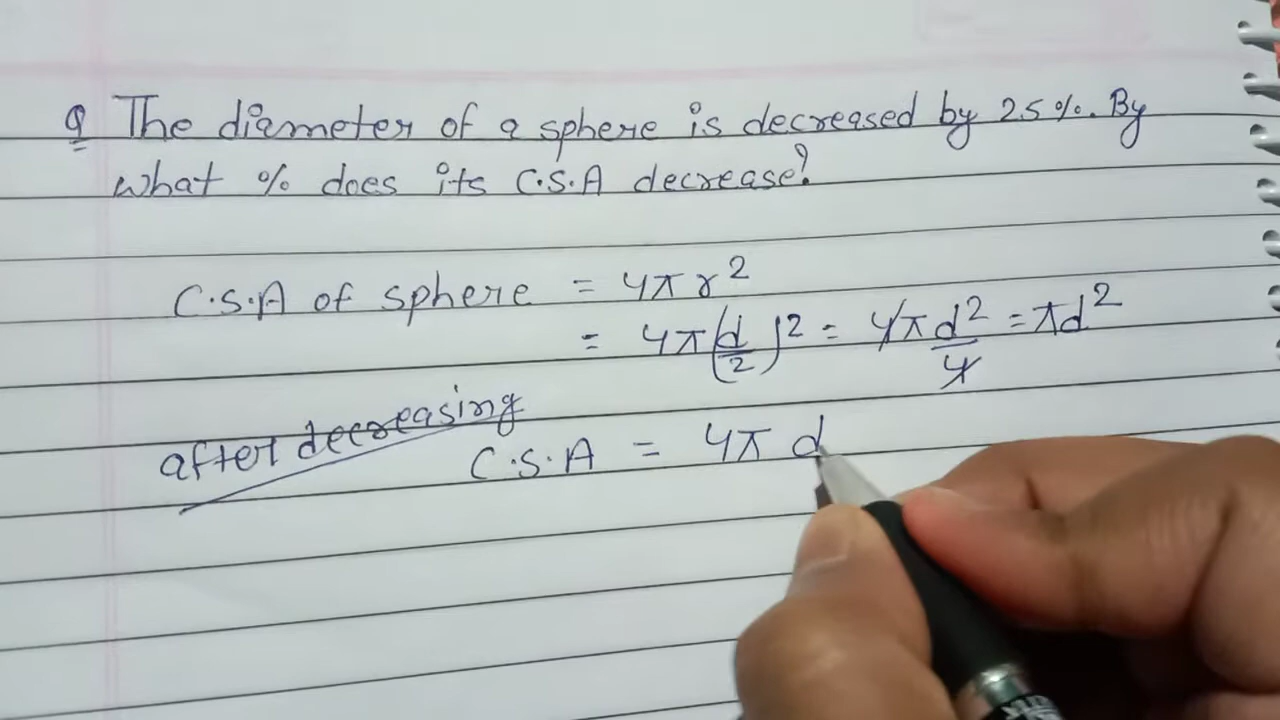 Q The diameter of a sphere is decreased by 25%. By
what % does its C.S.A decrease?
C.S.A of sphere = 4πr²
= 4π(d/2)² = 4πd²/4 = πd²
after decreasing
C.S.A = 4π d